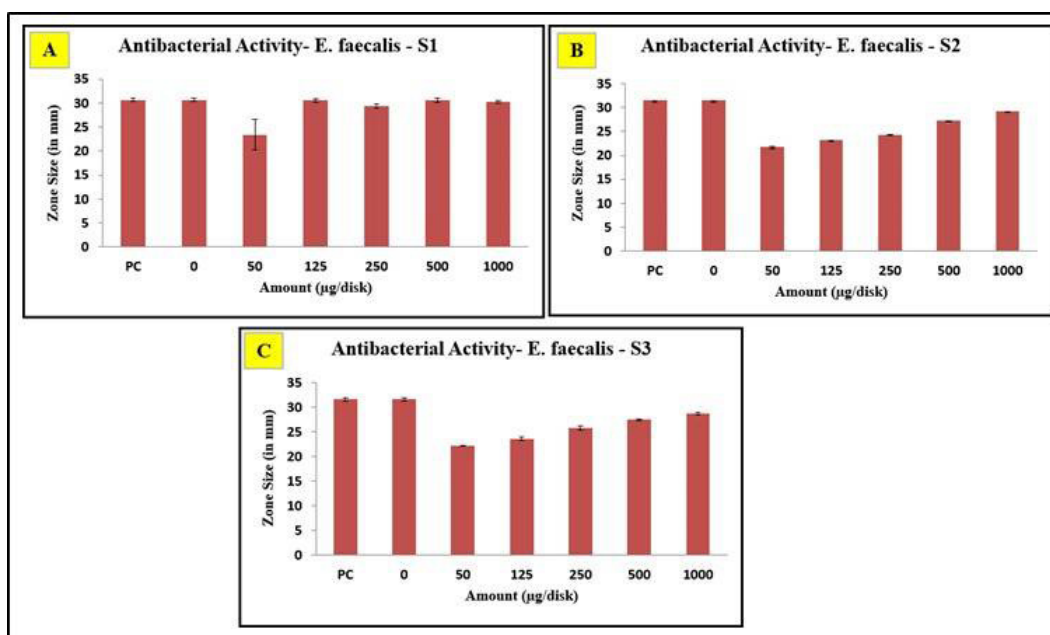 A
Antibacterial Activity- E. faecalis - S1
Zone Size (in mm)
35
30
25
20
15
10
5
0
PC 0 50 125 250 500 1000
Amount (µg/disk)
B
Antibacterial Activity- E. faecalis - S2
Zone Size (in mm)
35
30
25
20
15
10
5
0
PC 0 50 125 250 500 1000
Amount (µg/disk)
C
Antibacterial Activity- E. faecalis - S3
Zone Size (in mm)
35
30
25
20
15
10
5
0
PC 0 50 125 250 500 1000
Amount (µg/disk)